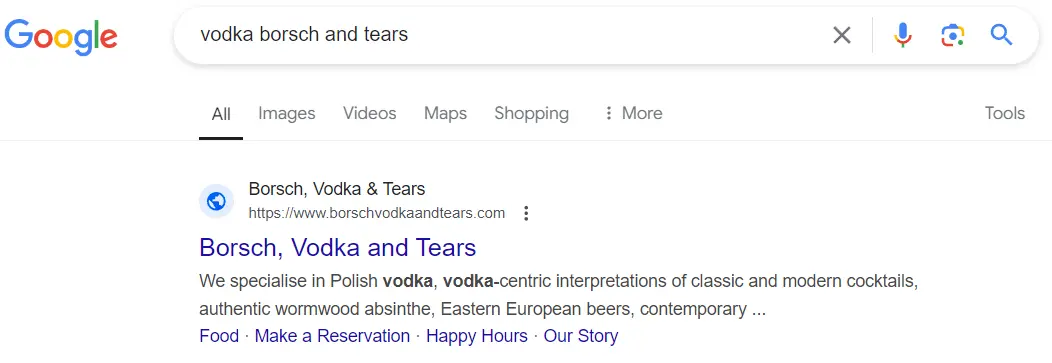 Google
vodka borsch and tears
All Images Videos Maps Shopping More Tools
Borsch, Vodka & Tears
https://www.borschvodkaandtears.com
Borsch, Vodka and Tears
We specialise in Polish vodka, vodka-centric interpretations of classic and modern cocktails,
authentic wormwood absinthe, Eastern European beers, contemporary ...
Food · Make a Reservation · Happy Hours · Our Story